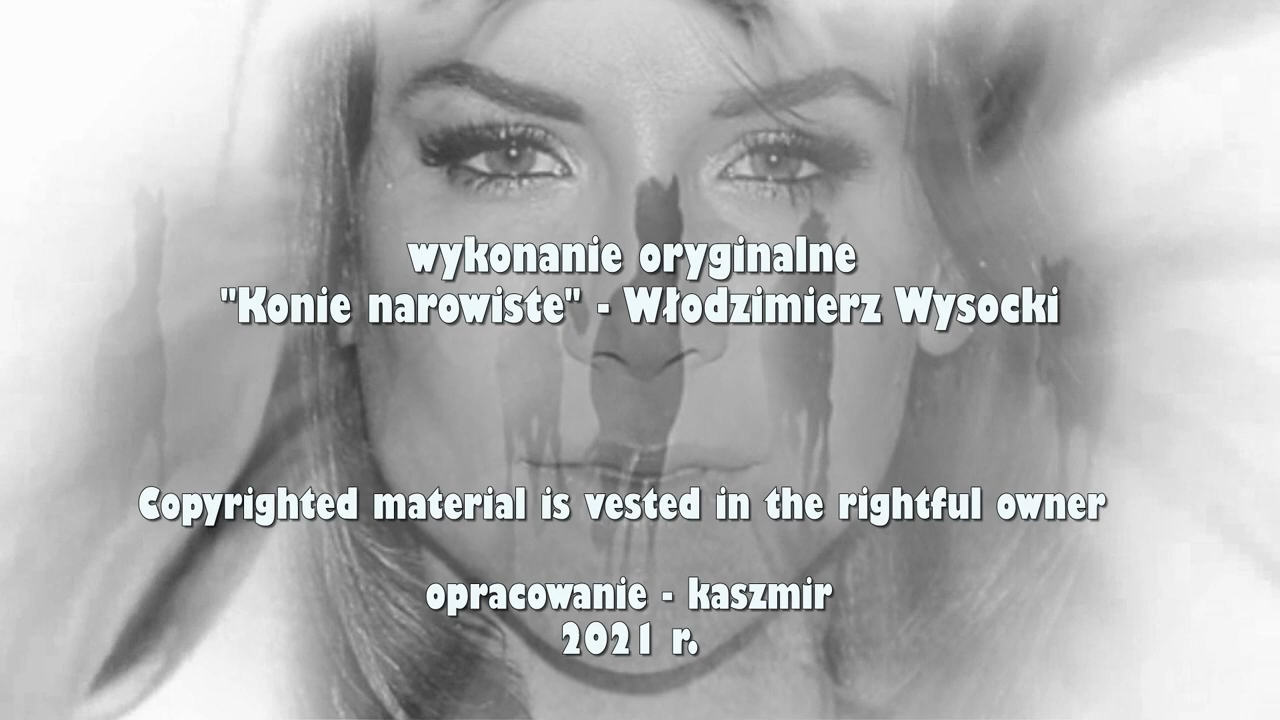 wykonanie oryginalne
"Konie narowiste" - Włodzimierz Wysocki
Copyrighted material is vested in the rightful owner
opracowanie - kaszmir
2021 r.